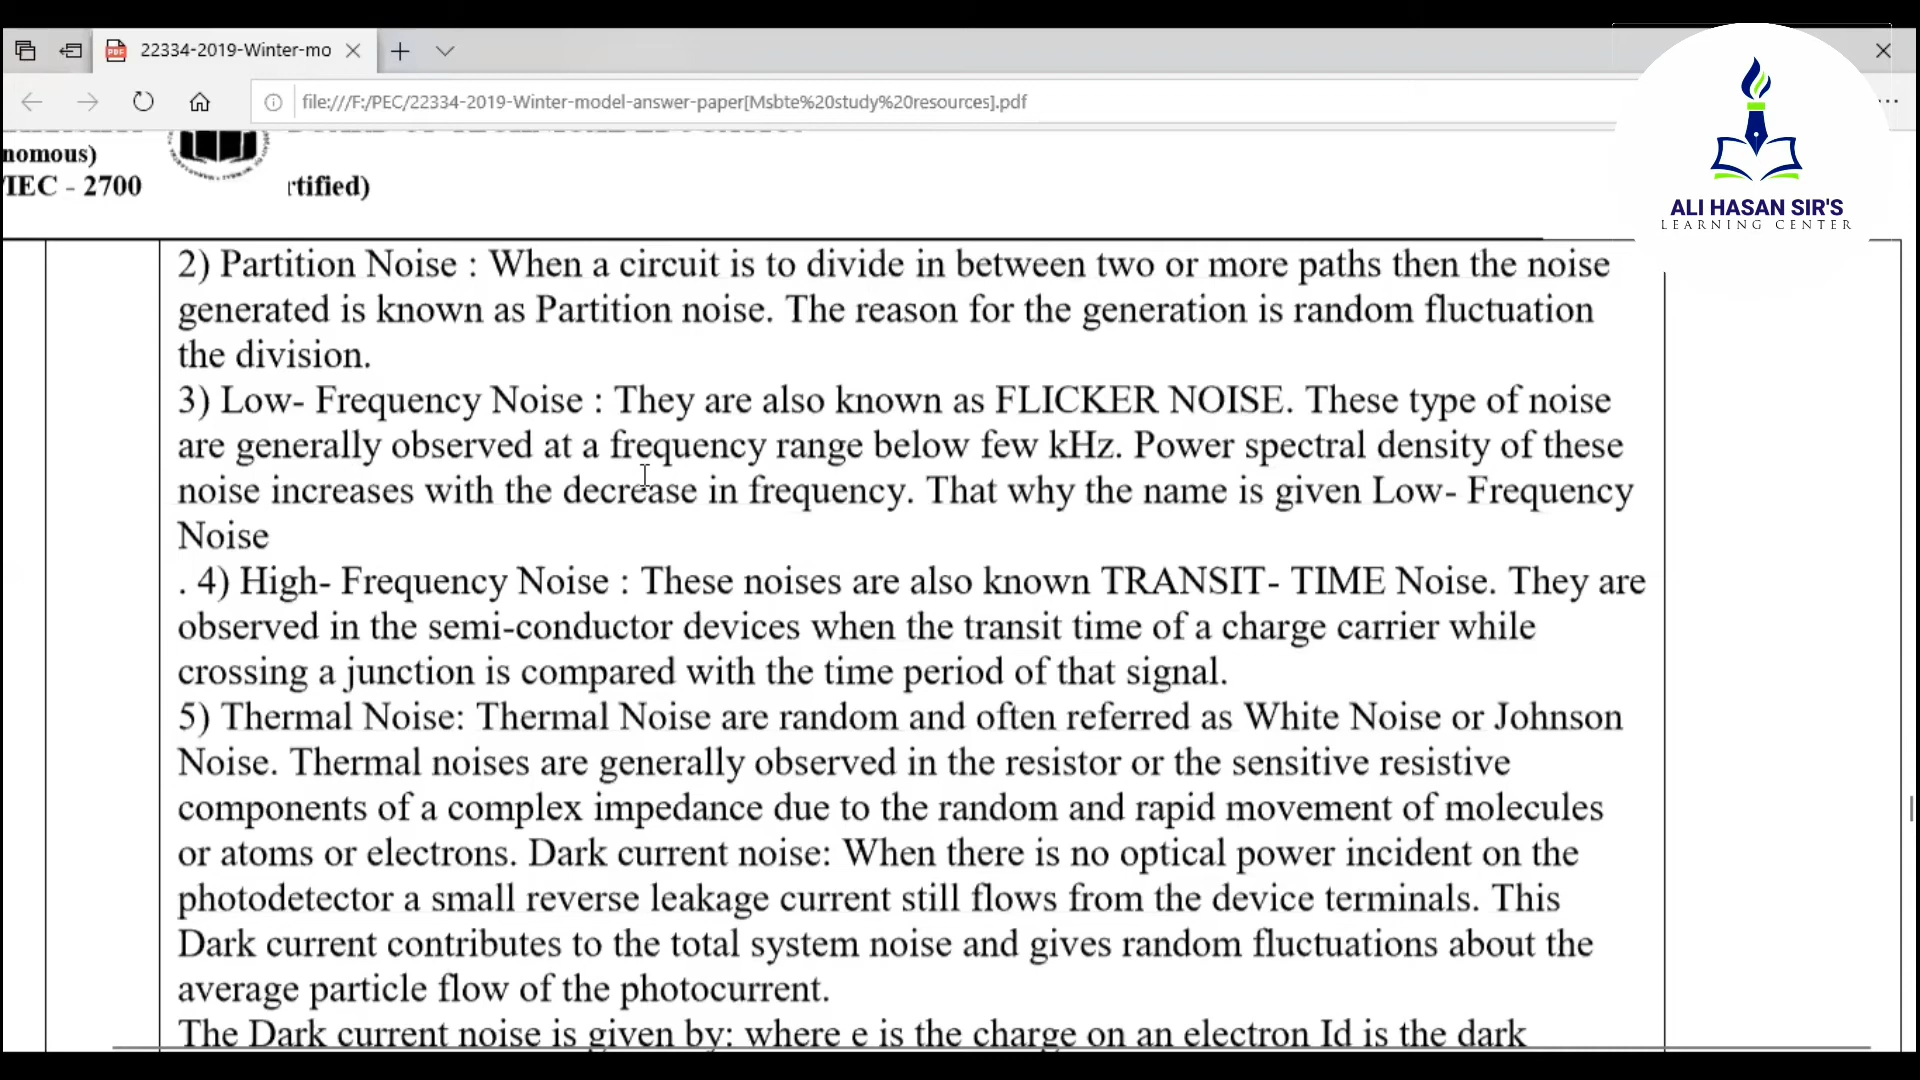 22334-2019-Winter-mo
file:///F:/PEC/22334-2019-Winter-model-answer-paper[Msbte%20study%20resources].pdf
ALI HASAN SIR'S
LEARNING CENTER
nomous)
IEC - 2700
rtified)
2) Partition Noise : When a circuit is to divide in between two or more paths then the noise
generated is known as Partition noise. The reason for the generation is random fluctuation
the division.
3) Low- Frequency Noise : They are also known as FLICKER NOISE. These type of noise
are generally observed at a frequency range below few kHz. Power spectral density of these
noise increases with the decrease in frequency. That why the name is given Low- Frequency
Noise
. 4) High- Frequency Noise : These noises are also known TRANSIT- TIME Noise. They are
observed in the semi-conductor devices when the transit time of a charge carrier while
crossing a junction is compared with the time period of that signal.
5) Thermal Noise: Thermal Noise are random and often referred as White Noise or Johnson
Noise. Thermal noises are generally observed in the resistor or the sensitive resistive
components of a complex impedance due to the random and rapid movement of molecules
or atoms or electrons. Dark current noise: When there is no optical power incident on the
photodetector a small reverse leakage current still flows from the device terminals. This
Dark current contributes to the total system noise and gives random fluctuations about the
average particle flow of the photocurrent.
The Dark current noise is given by: where e is the charge on an electron Id is the dark